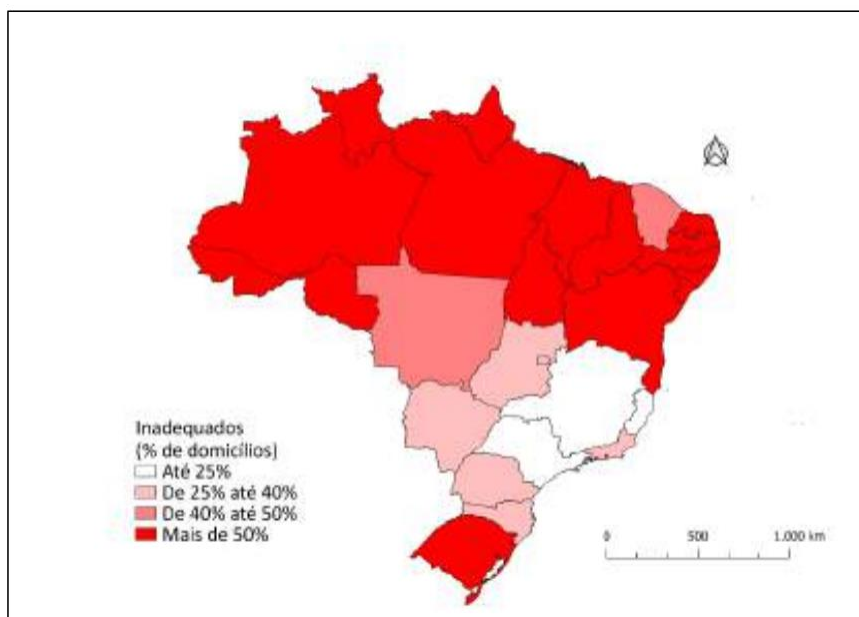 Inadequados
(% de domicílios)
Até 25%
De 25% até 40%
De 40% até 50%
Mais de 50%
0 500 1.000 km